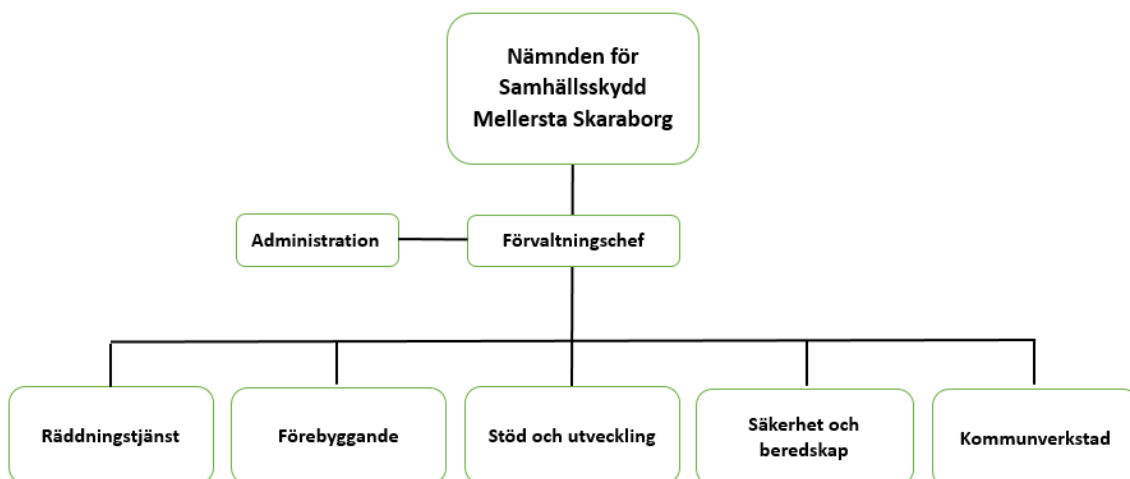 Nämnden för
Samhällsskydd
Mellersta Skaraborg
Administration
Förvaltningschef
Räddningstjänst
Förebyggande
Stöd och utveckling
Säkerhet och
beredskap
Kommunverkstad